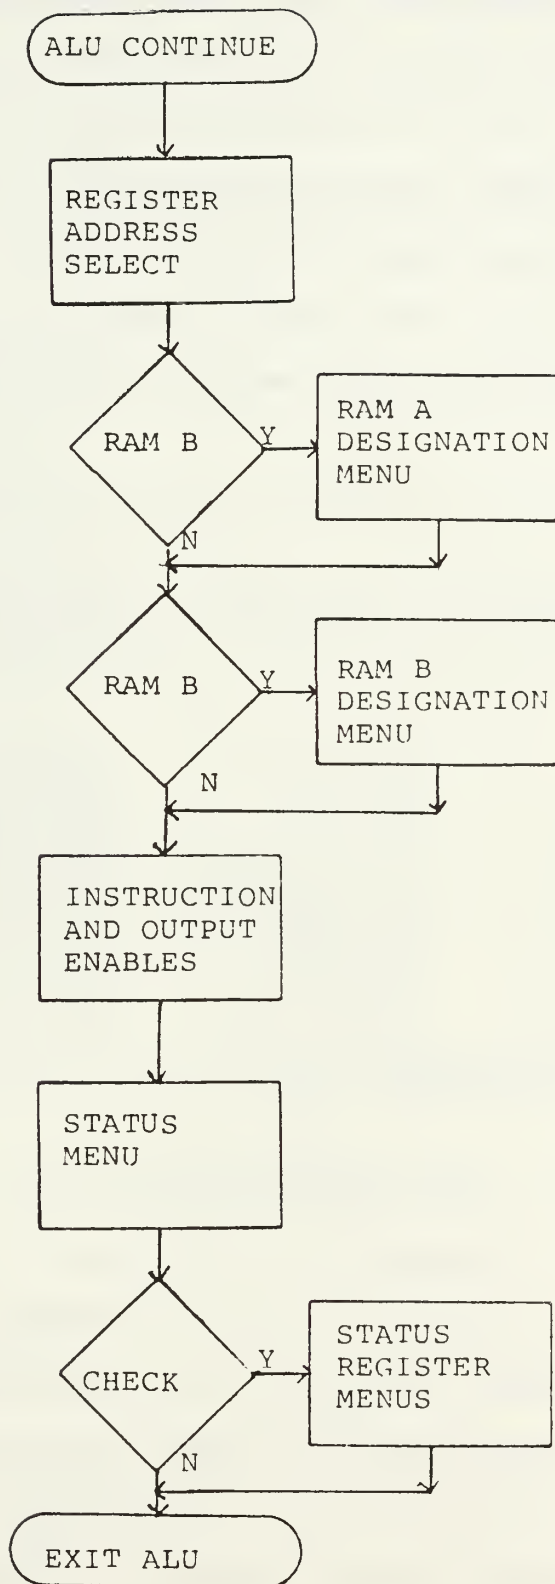 ALU CONTINUE
REGISTER
ADDRESS
SELECT
RAM B
Y
RAM A
DESIGNATION
MENU
N
RAM B
Y
RAM B
DESIGNATION
MENU
N
INSTRUCTION
AND OUTPUT
ENABLES
STATUS
MENU
CHECK
Y
STATUS
REGISTER
MENUS
N
EXIT ALU